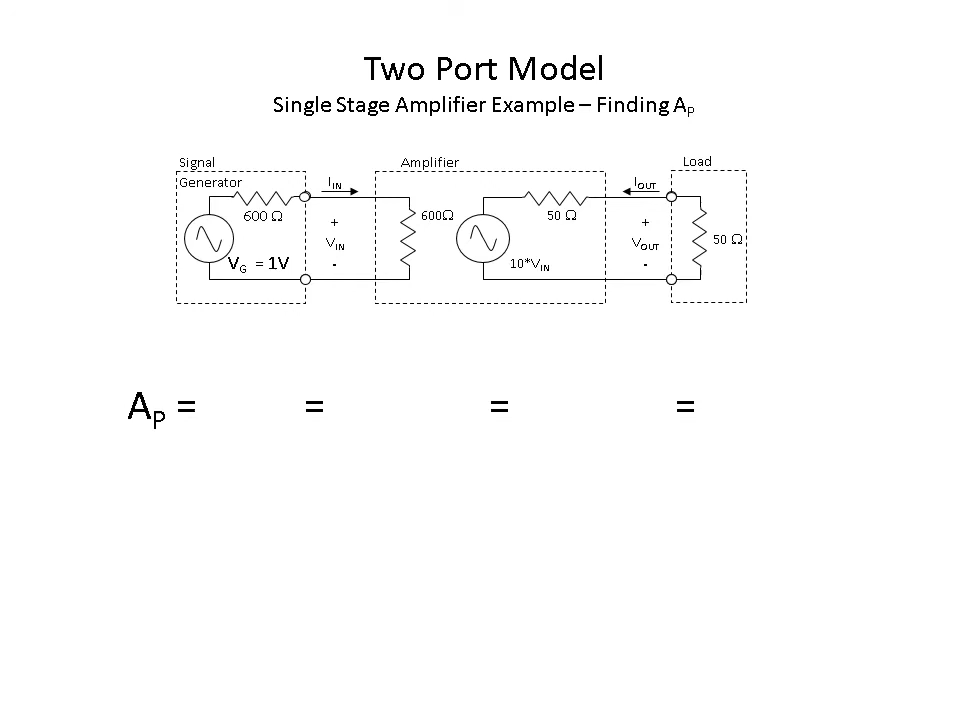 Two Port Model
Single Stage Amplifier Example – Finding AP
Signal
Generator
Amplifier
Load
IIN
IOUT
600 Ω
600Ω
50 Ω
+
VIN
-
+
VOUT
-
50 Ω
VG = 1V
10*VIN
AP = = = =